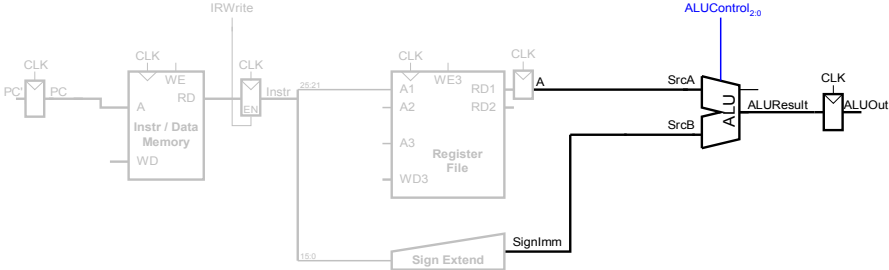 IRWrite
ALUControl2:0
CLK
CLK
CLK
CLK
CLK
CLK
PC'
PC
WE
WE3
A
RD
EN
Instr
25:21
A1
RD1
A
SrcA
A2
RD2
ALU
ALUResult
ALUOut
Instr / Data
Memory
SrcB
A3
WD
Register
File
WD3
SignImm
15:0
Sign Extend